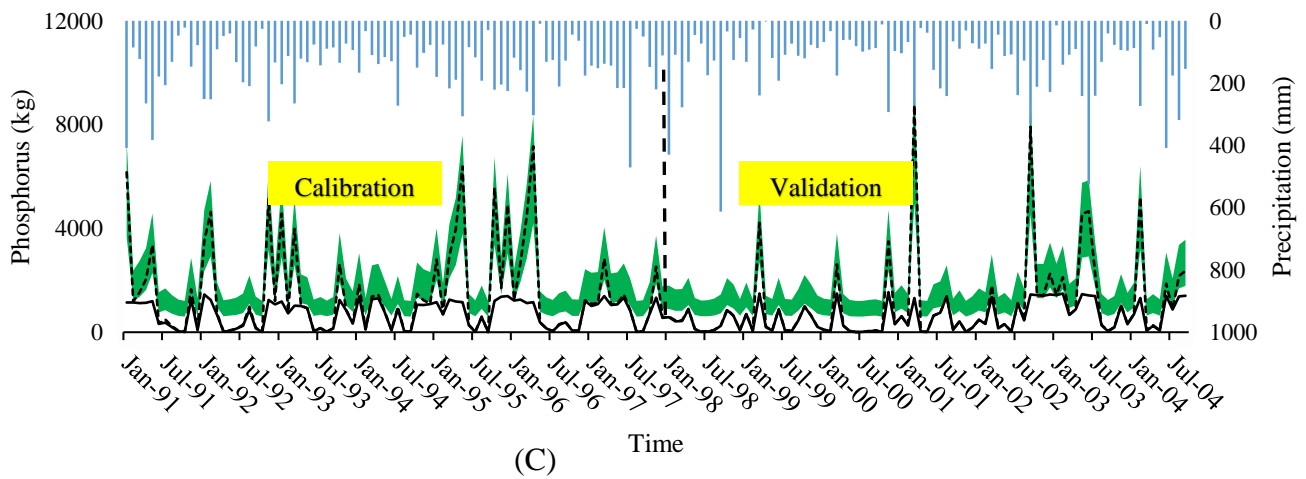 12000
8000
4000
0
Phosphorus (kg)
Calibration
Validation
0
200
400
600
800
1000
Precipitation (mm)
Jan-91
Jul-91
Jan-92
Jul-92
Jan-93
Jul-93
Jan-94
Jul-94
Jan-95
Jul-95
Jan-96
Jul-96
Jan-97
Jul-97
Jan-98
Jul-98
Jan-99
Jul-99
Jan-00
Jul-00
Jan-01
Jul-01
Jan-02
Jul-02
Jan-03
Jul-03
Jan-04
Jul-04
Time
(C)